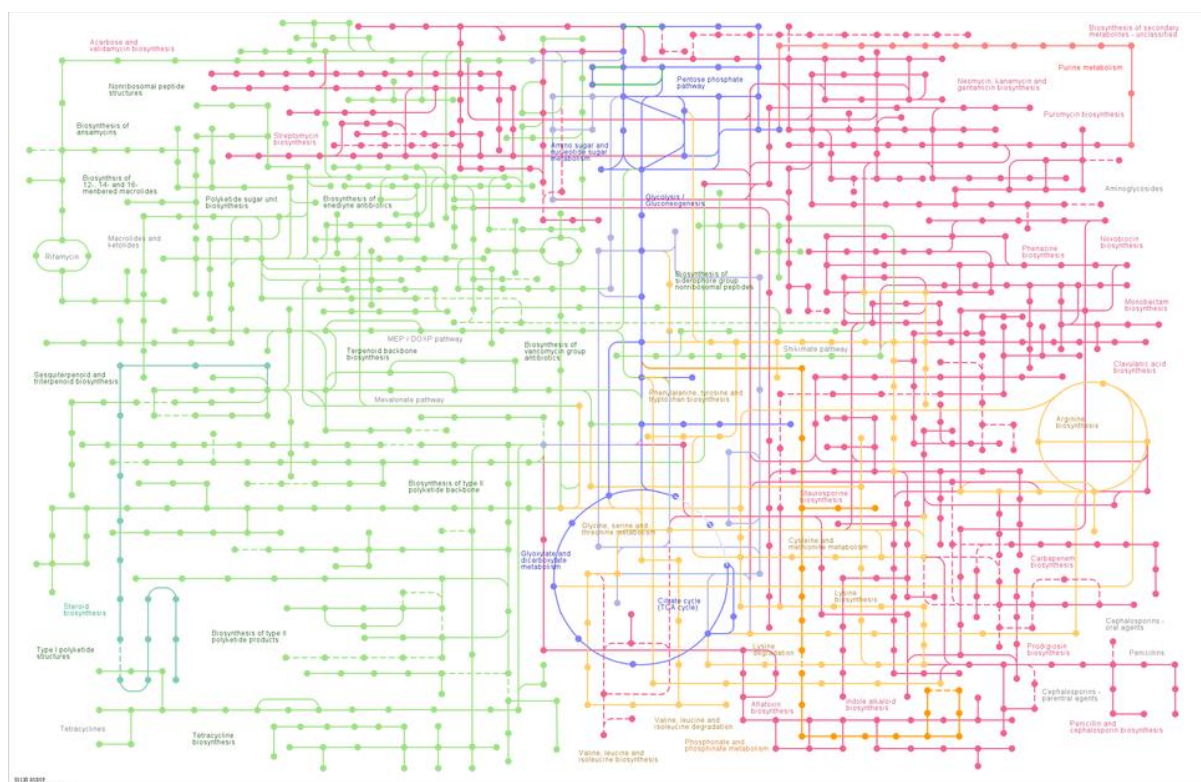 Acarbose and
validamycin biosynthesis
Biosynthesis of secondary
metabolites - unclassified
Purine metabolism
Pentose phosphate
pathway
Nonribosomal peptide
structures
Neomycin, kanamycin and
gentamicin biosynthesis
Puromycin biosynthesis
Biosynthesis of
ansamycins
Streptomycin
biosynthesis
Amino sugar and
nucleotide sugar
metabolism
Biosynthsis of
12-, 14- and 16-
membered macrolides
Aminoglycosides
Polyketide sugar unit
biosynthesis
Biosynthesis of
enediyne antibiotics
Glycolysis /
Gluconeogenesis
Macrolides and
ketolides
Novobiocin
biosynthesis
Phenazine
biosynthesis
Rifamycin
Biosynthesis of
siderophore group
nonribosomal peptides
Monobactam
biosynthesis
MEP / DOXP pathway
Terpenoid backbone
biosynthesis
Biosynthesis of
vancomycin group
antibiotics
Shikimate pathway
Clavulanic acid
biosynthesis
Sesquiterpenoid and
triterpenoid biosynthesis
Mevalonate pathway
Phenylalanine, tyrosine and
tryptophan biosynthesis
Arginine
biosynthesis
Biosynthesis of type II
polyketide backbone
Staurosporine
biosynthesis
Glycine, serine and
threonine metabolism
Cysteine and
methionine metabolism
Glyoxylate and
dicarboxylate
metabolism
Carbapenem
biosynthesis
Lysine
biosynthesis
Citrate cycle
(TCA cycle)
Steroid
biosynthesis
Cephalosporins -
oral agents
Biosynthesis of type II
polyketide products
Type I polyketide
structures
Lysine
degradation
Prodigiosin
biosynthesis
Penicillins
Cephalosporins -
parentral agents
Aflatoxin
biosynthesis
Indole alkaloid
biosynthesis
Tetracyclines
Tetracycline
biosynthesis
Valine, leucine and
isoleucine degradation
Penicillin and
cephalosporin biosynthesis
Phosphonate and
phosphinate metabolism
Valine, leucine and
isoleucine biosynthesis